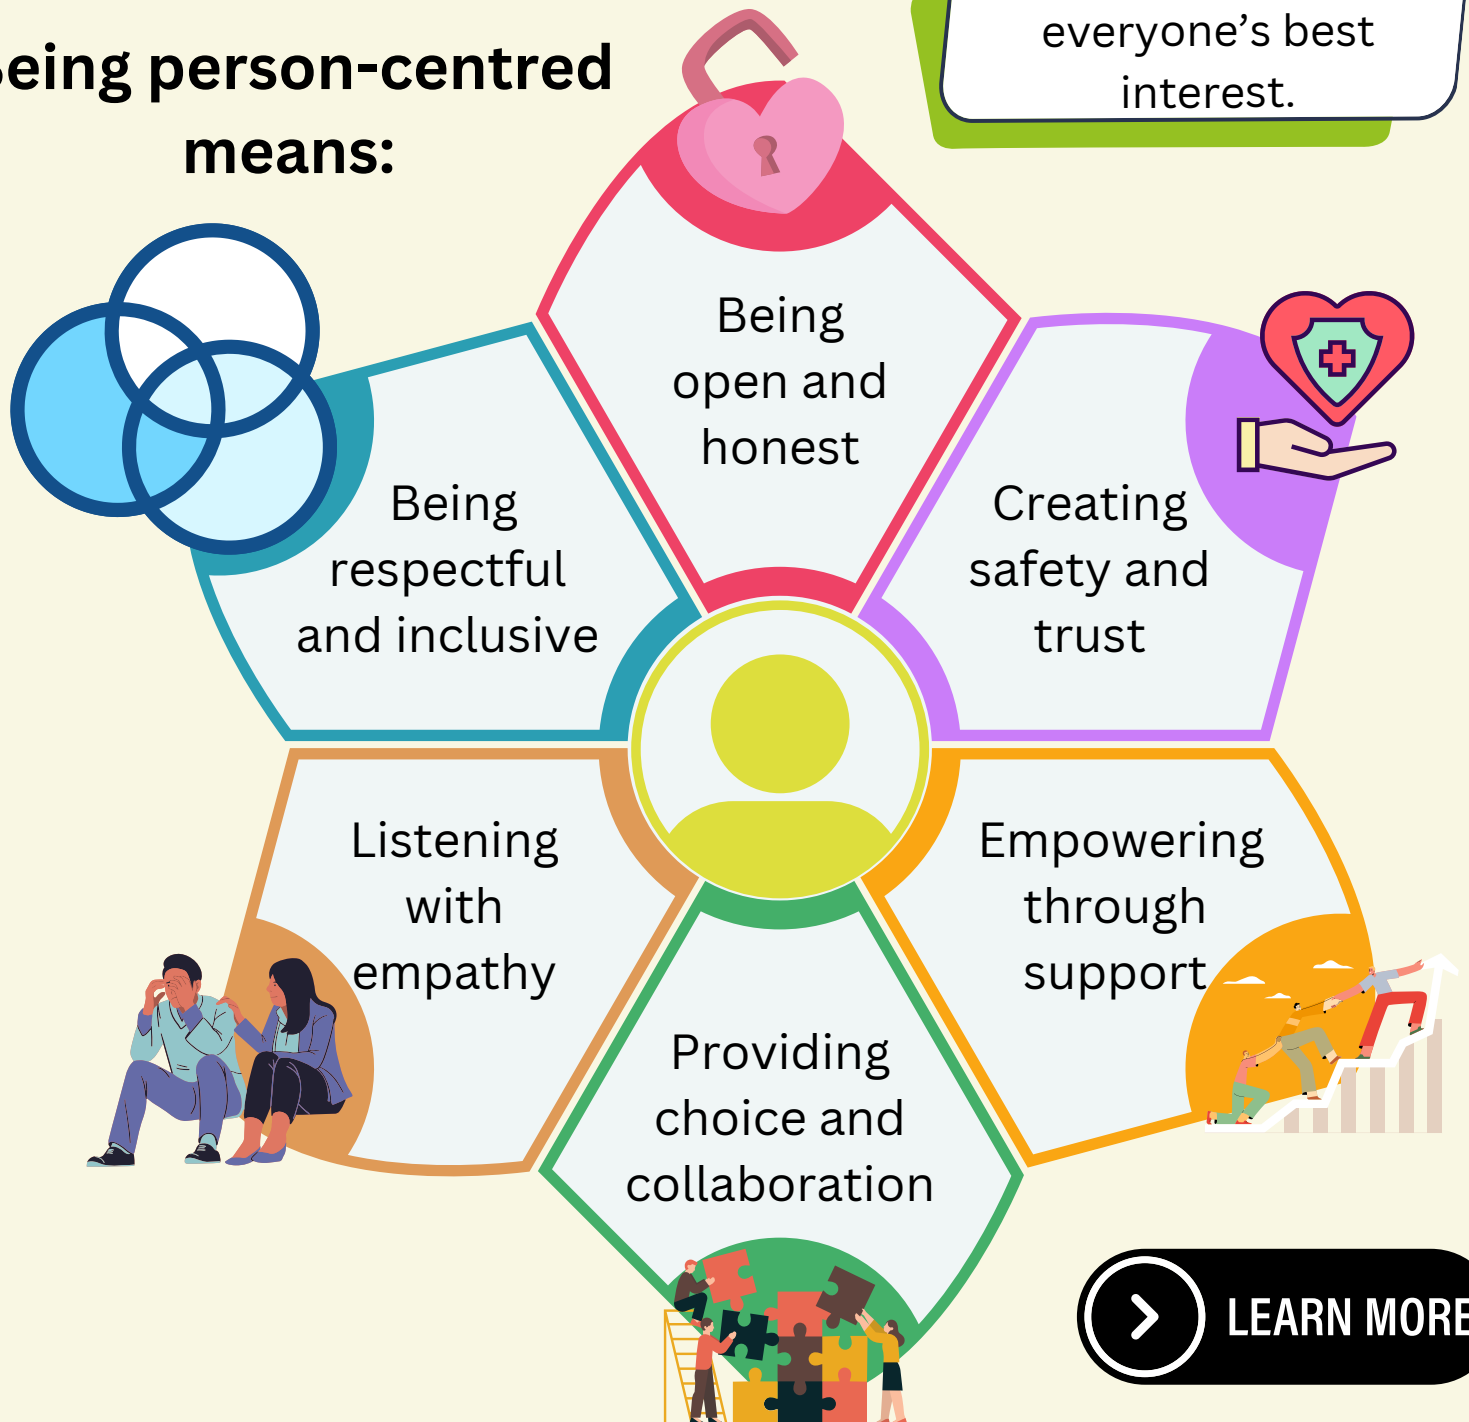 Being person-centred
means:
everyone’s best
interest.
Being
open and
honest
Creating
safety and
trust
Empowering
through
support
Providing
choice and
collaboration
Listening
with
empathy
Being
respectful
and inclusive
LEARN MORE